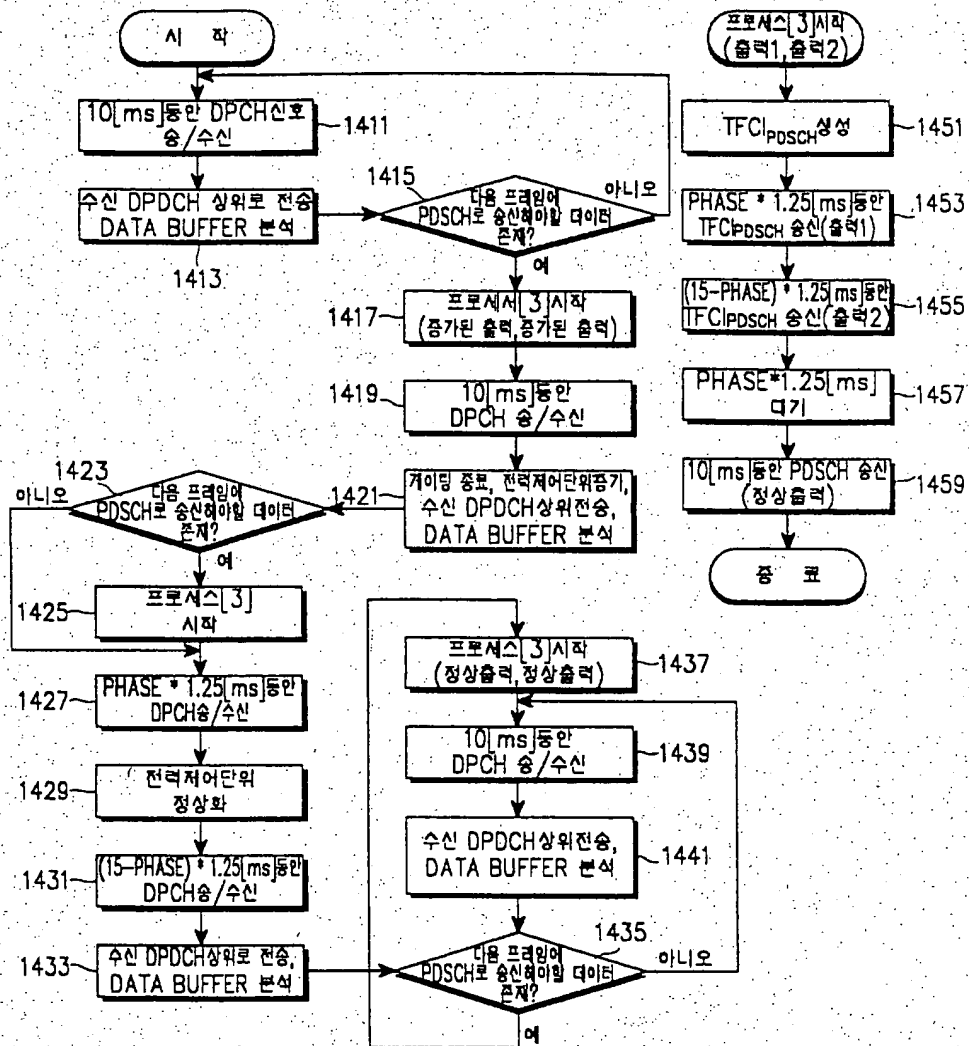 시 작
10[ms]동안 DPCH신호
송/수신
1411
수신 DPDCH 상위로 전송
DATA BUFFER 분석
1413
1415
다음 프레임에
PDSCH로 송신해야할 데이터
존재?
아니오
예
1417
프로세서[3]시작
(증가된 출력,증가된 출력)
1419
10[ms]동안
DPCH 송/수신
1421
게이팅 종료, 전력제어단위증가,
수신 DPDCH상위전송,
DATA BUFFER 분석
1423
아니오
다음 프레임에
PDSCH로 송신해야할 데이터
존재?
예
1425
프로세스[3]
시작
1427
PHASE * 1.25[ms]동안
DPCH송/수신
1429
전력제어단위
정상화
1431
(15-PHASE) * 1.25[ms]동안
DPCH송/수신
1433
수신 DPDCH상위로 전송,
DATA BUFFER 분석
프로세스[3]시작
(정상출력,정상출력)
1437
10[ms]동안
DPCH 송/수신
1439
수신 DPDCH상위전송,
DATA BUFFER 분석
1441
1435
다음 프레임에
PDSCH로 송신해야할 데이터
존재?
아니오
예
프로세스[3]시작
(출력1,출력2)
TFCIPDSCH생성
1451
PHASE * 1.25[ms]동안
TFCIPDSCH 송신(출력1)
1453
(15-PHASE) * 1.25[ms]동안
TFCIPDSCH 송신(출력2)
1455
PHASE*1.25[ms]
대기
1457
10[ms]동안 PDSCH 송신
(정상출력)
1459
종 료